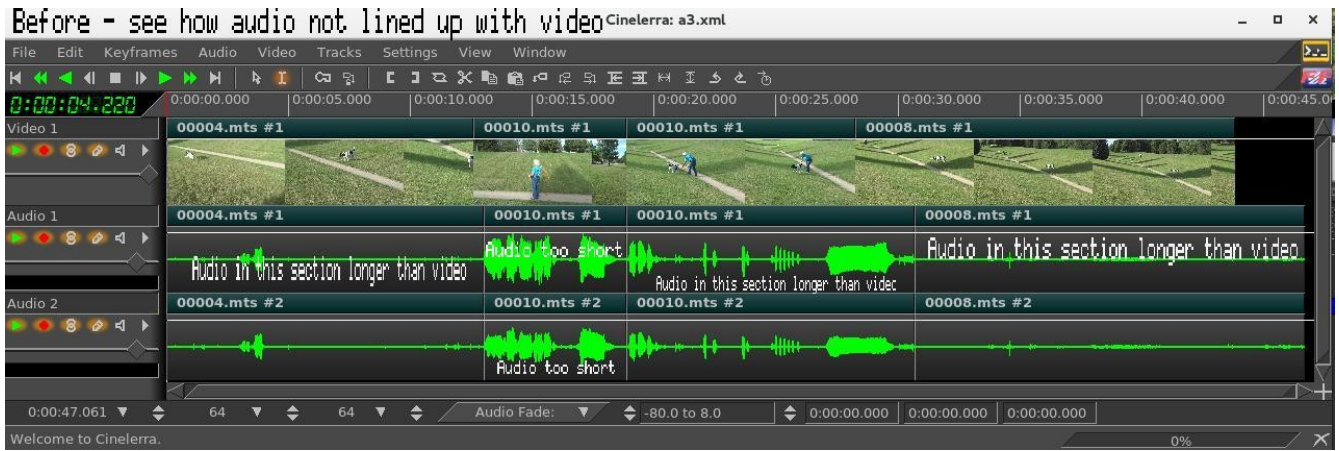 Before - see how audio not lined up with video Cinelerra: a3.xml
File Edit Keyframes Audio Video Tracks Settings View Window
0:00:04.220 0:00:00.000 0:00:05.000 0:00:10.000 0:00:15.000 0:00:20.000 0:00:25.000 0:00:30.000 0:00:35.000 0:00:40.000 0:00:45.0
Video 1 00004.mts #1 00010.mts #1 00010.mts #1 00008.mts #1
Audio 1 00004.mts #1 00010.mts #1 00010.mts #1 00008.mts #1
Audio in this section longer than video
Audio too short
Audio in this section longer than videc
Audio in this section longer than video
Audio 2 00004.mts #2 00010.mts #2 00010.mts #2 00008.mts #2
Audio too short
0:00:47.061 64 64 Audio Fade: -80.0 to 8.0 0:00:00.000 0:00:00.000 0:00:00.000
Welcome to Cinelerra. 0%